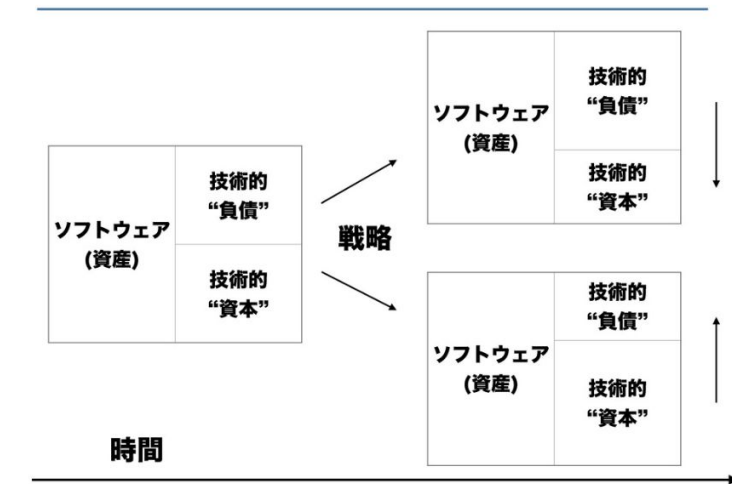 ソフトウェア
(資産)
技術的
“負債”
技術的
“資本”
戦略
ソフトウェア
(資産)
技術的
“負債”
技術的
“資本”
ソフトウェア
(資産)
技術的
“負債”
技術的
“資本”
時間